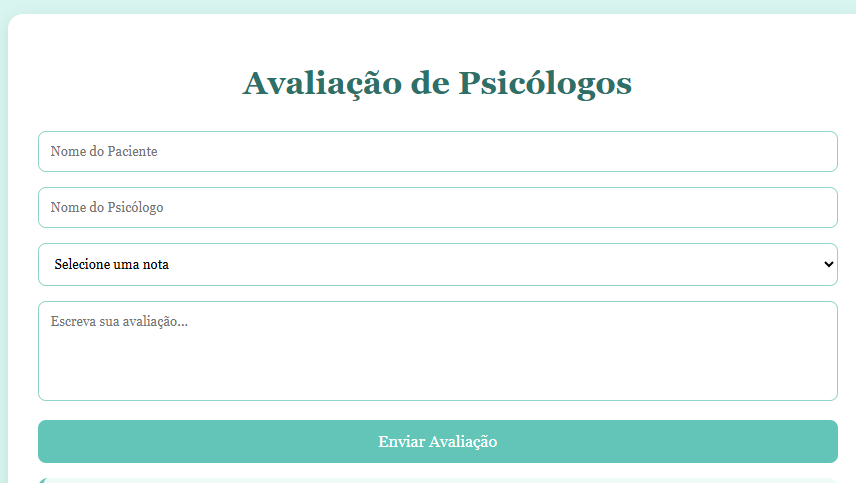 Avaliação de Psicólogos
Nome do Paciente
Nome do Psicólogo
Selecione uma nota
Escreva sua avaliação...
Enviar Avaliação